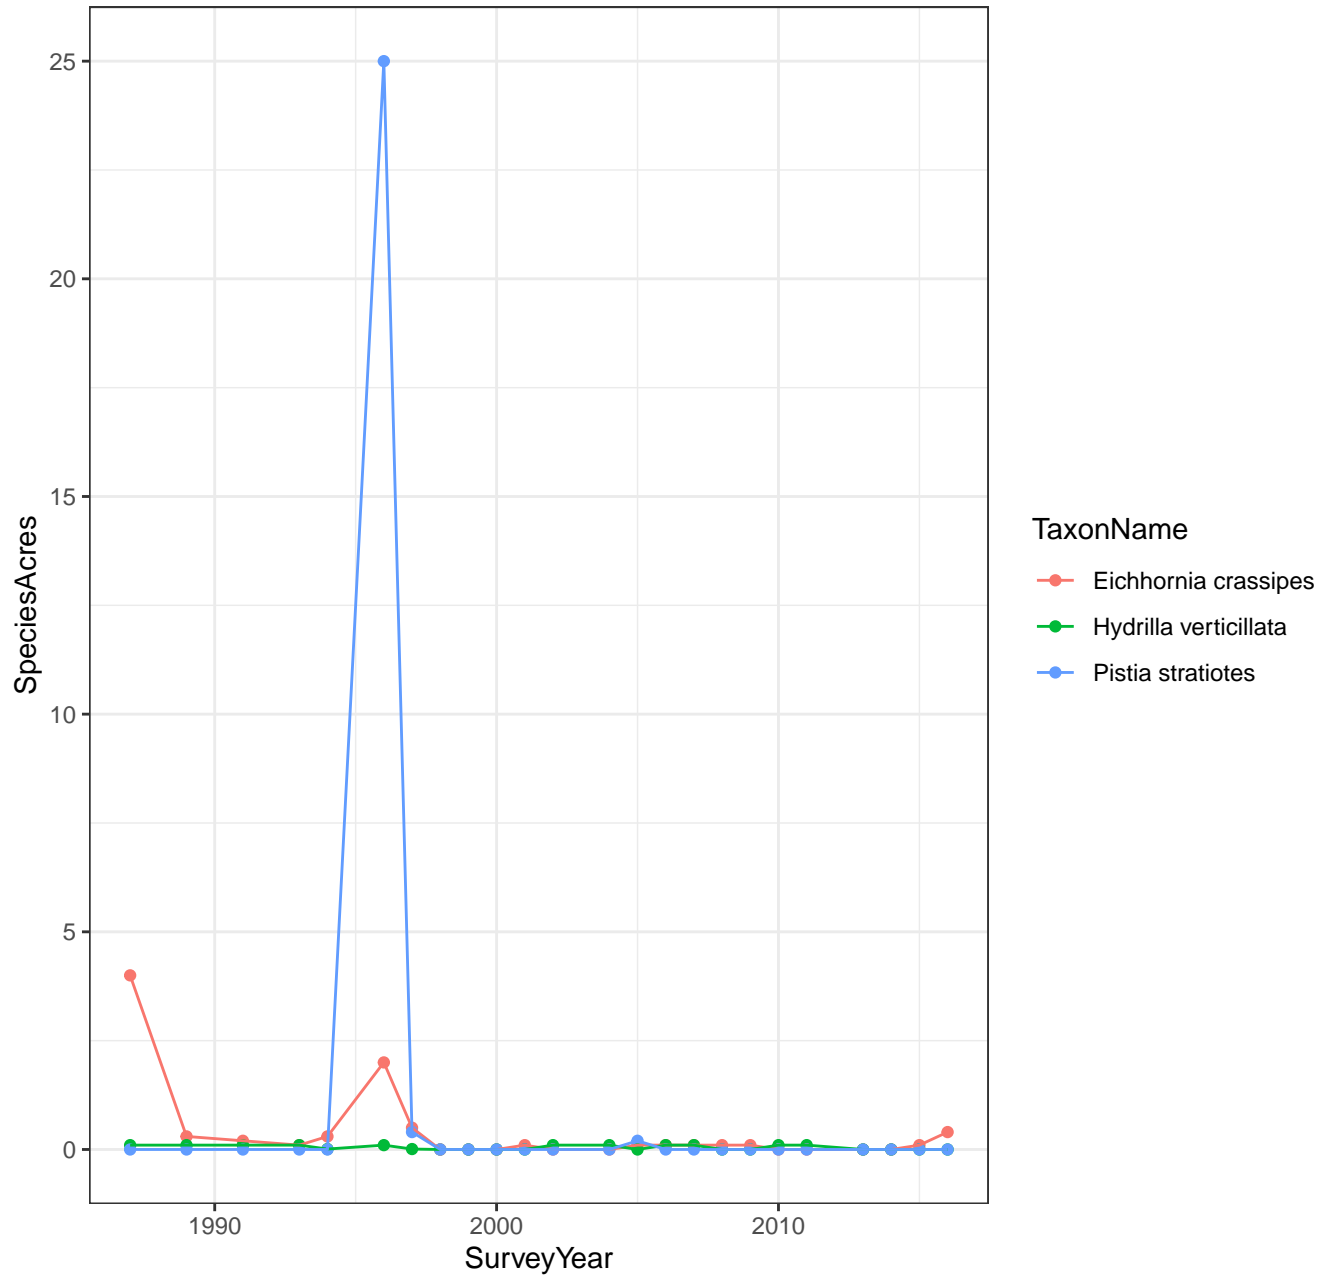 25
20
15
10
5
0
SpeciesAcres
1990
2000
2010
SurveyYear
TaxonName
Eichhornia crassipes
Hydrilla verticillata
Pistia stratiotes